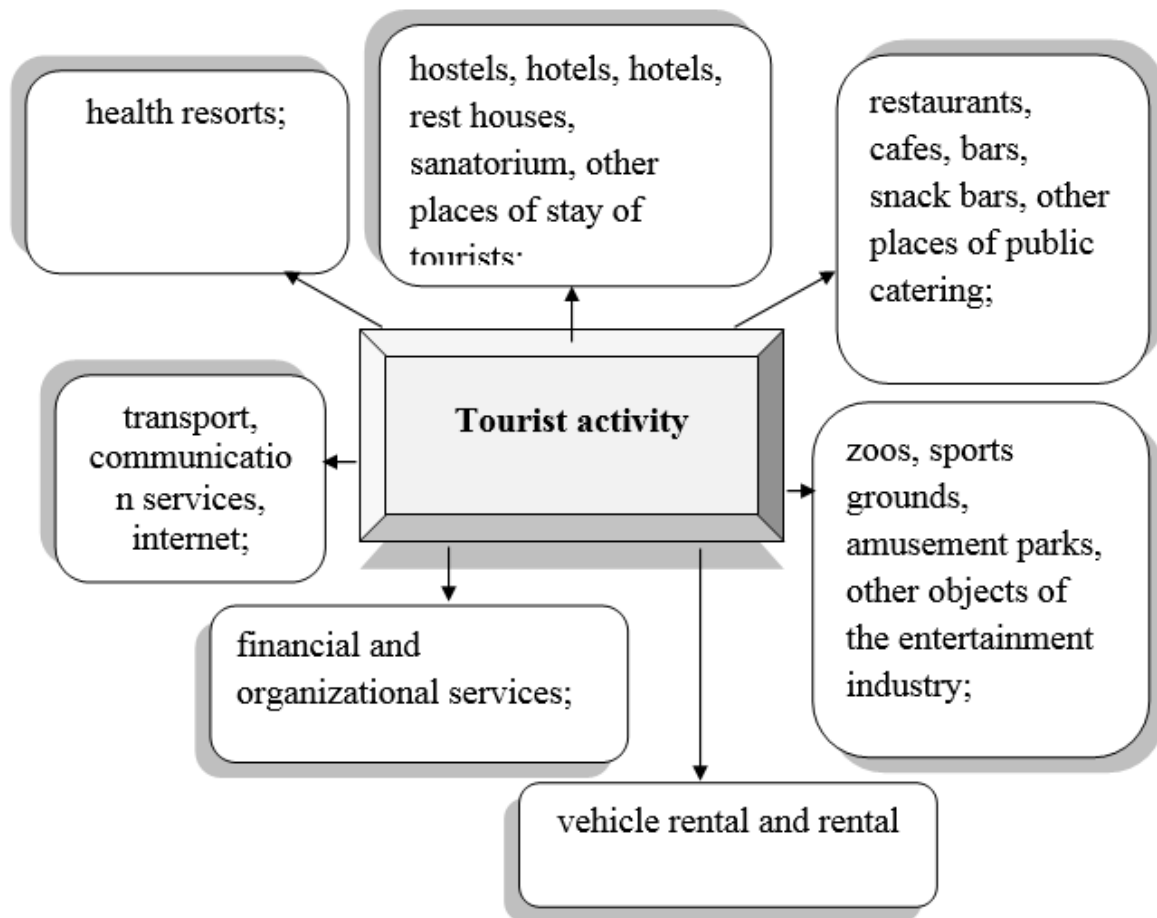 health resorts;
hostels, hotels, hotels,
rest houses,
sanatorium, other
places of stay of
tourists;
restaurants,
cafes, bars,
snack bars, other
places of public
catering;
Tourist activity
transport,
communicatio
n services,
internet;
zoos, sports
grounds,
amusement parks,
other objects of
the entertainment
industry;
financial and
organizational services;
vehicle rental and rental